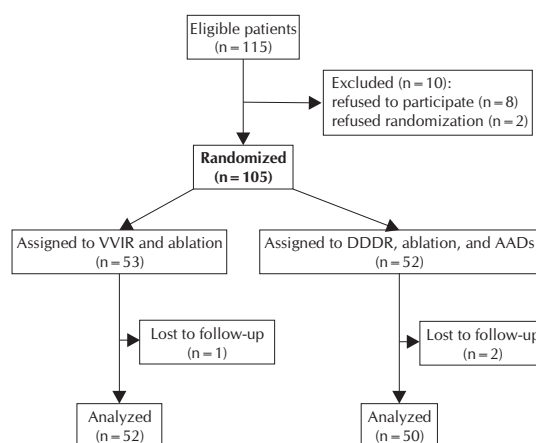 Eligible patients
(n=115)
Excluded (n=10):
refused to participate (n=8)
refused randomization (n=2)
Randomized
(n=105)
Assigned to VVIR and ablation
(n=53)
Assigned to DDDR, ablation, and AADs
(n=52)
Lost to follow-up
(n=1)
Lost to follow-up
(n=2)
Analyzed
(n=52)
Analyzed
(n=50)